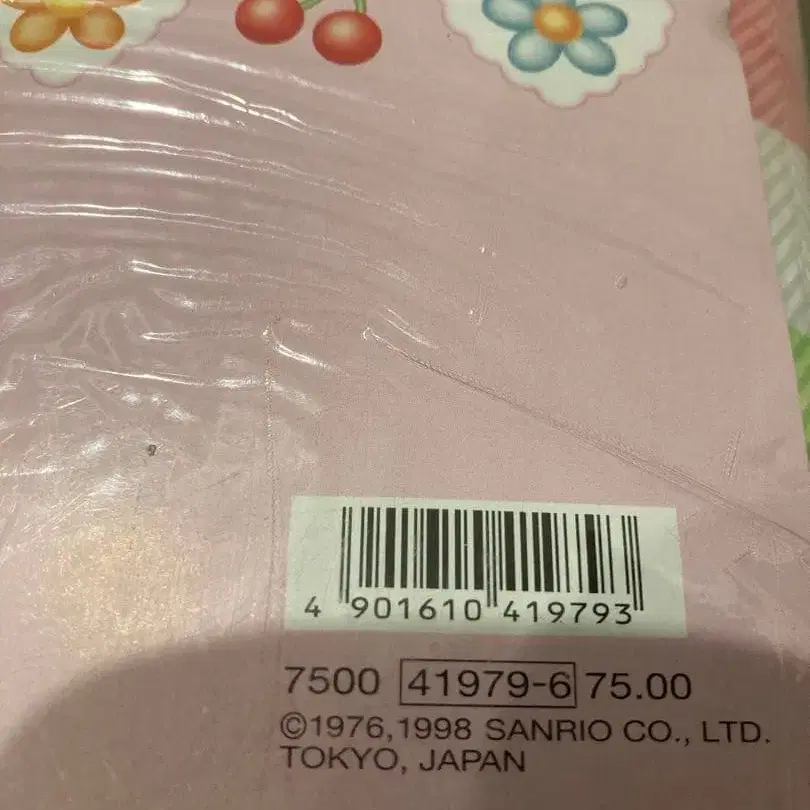 4 901610 419793
7500 41979-6 75.00
©1976,1998 SANRIO CO., LTD.
TOKYO, JAPAN